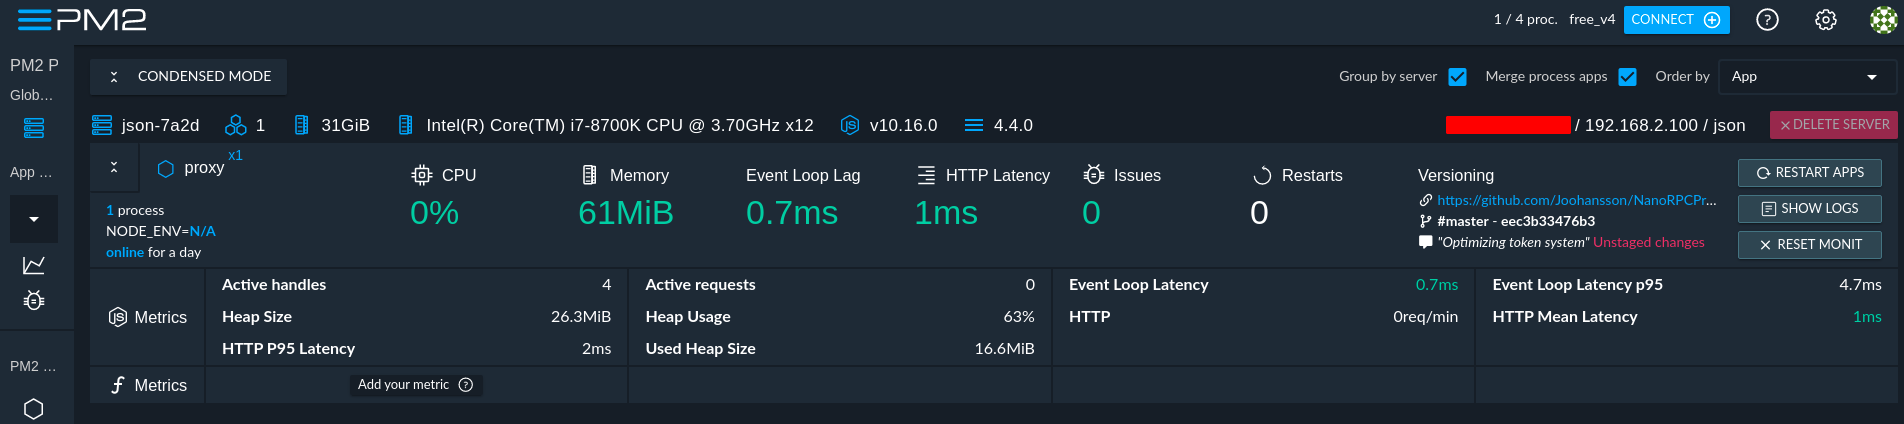 PM2
1 / 4 proc. free_v4 CONNECT
PM2 P
Glob...
App ...
PM2 ...
CONDENSED MODE
Group by server Merge process apps Order by App
json-7a2d 1 31GiB Intel(R) Core(TM) i7-8700K CPU @ 3.70GHz x12 v10.16.0 4.4.0
/ 192.168.2.100 / json DELETE SERVER
proxy x1
1 process
NODE_ENV=N/A
online for a day
CPU
0%
Memory
61MiB
Event Loop Lag
0.7ms
HTTP Latency
1ms
Issues
0
Restarts
0
Versioning
https://github.com/Joohansson/NanoRPCPr...
#master - eec3b33476b3
"Optimizing token system" Unstaged changes
RESTART APPS
SHOW LOGS
RESET MONIT
Metrics
Active handles 4
Heap Size 26.3MiB
HTTP P95 Latency 2ms
Active requests 0
Heap Usage 63%
Used Heap Size 16.6MiB
Event Loop Latency 0.7ms
HTTP 0req/min
Event Loop Latency p95 4.7ms
HTTP Mean Latency 1ms
Metrics
Add your metric ?